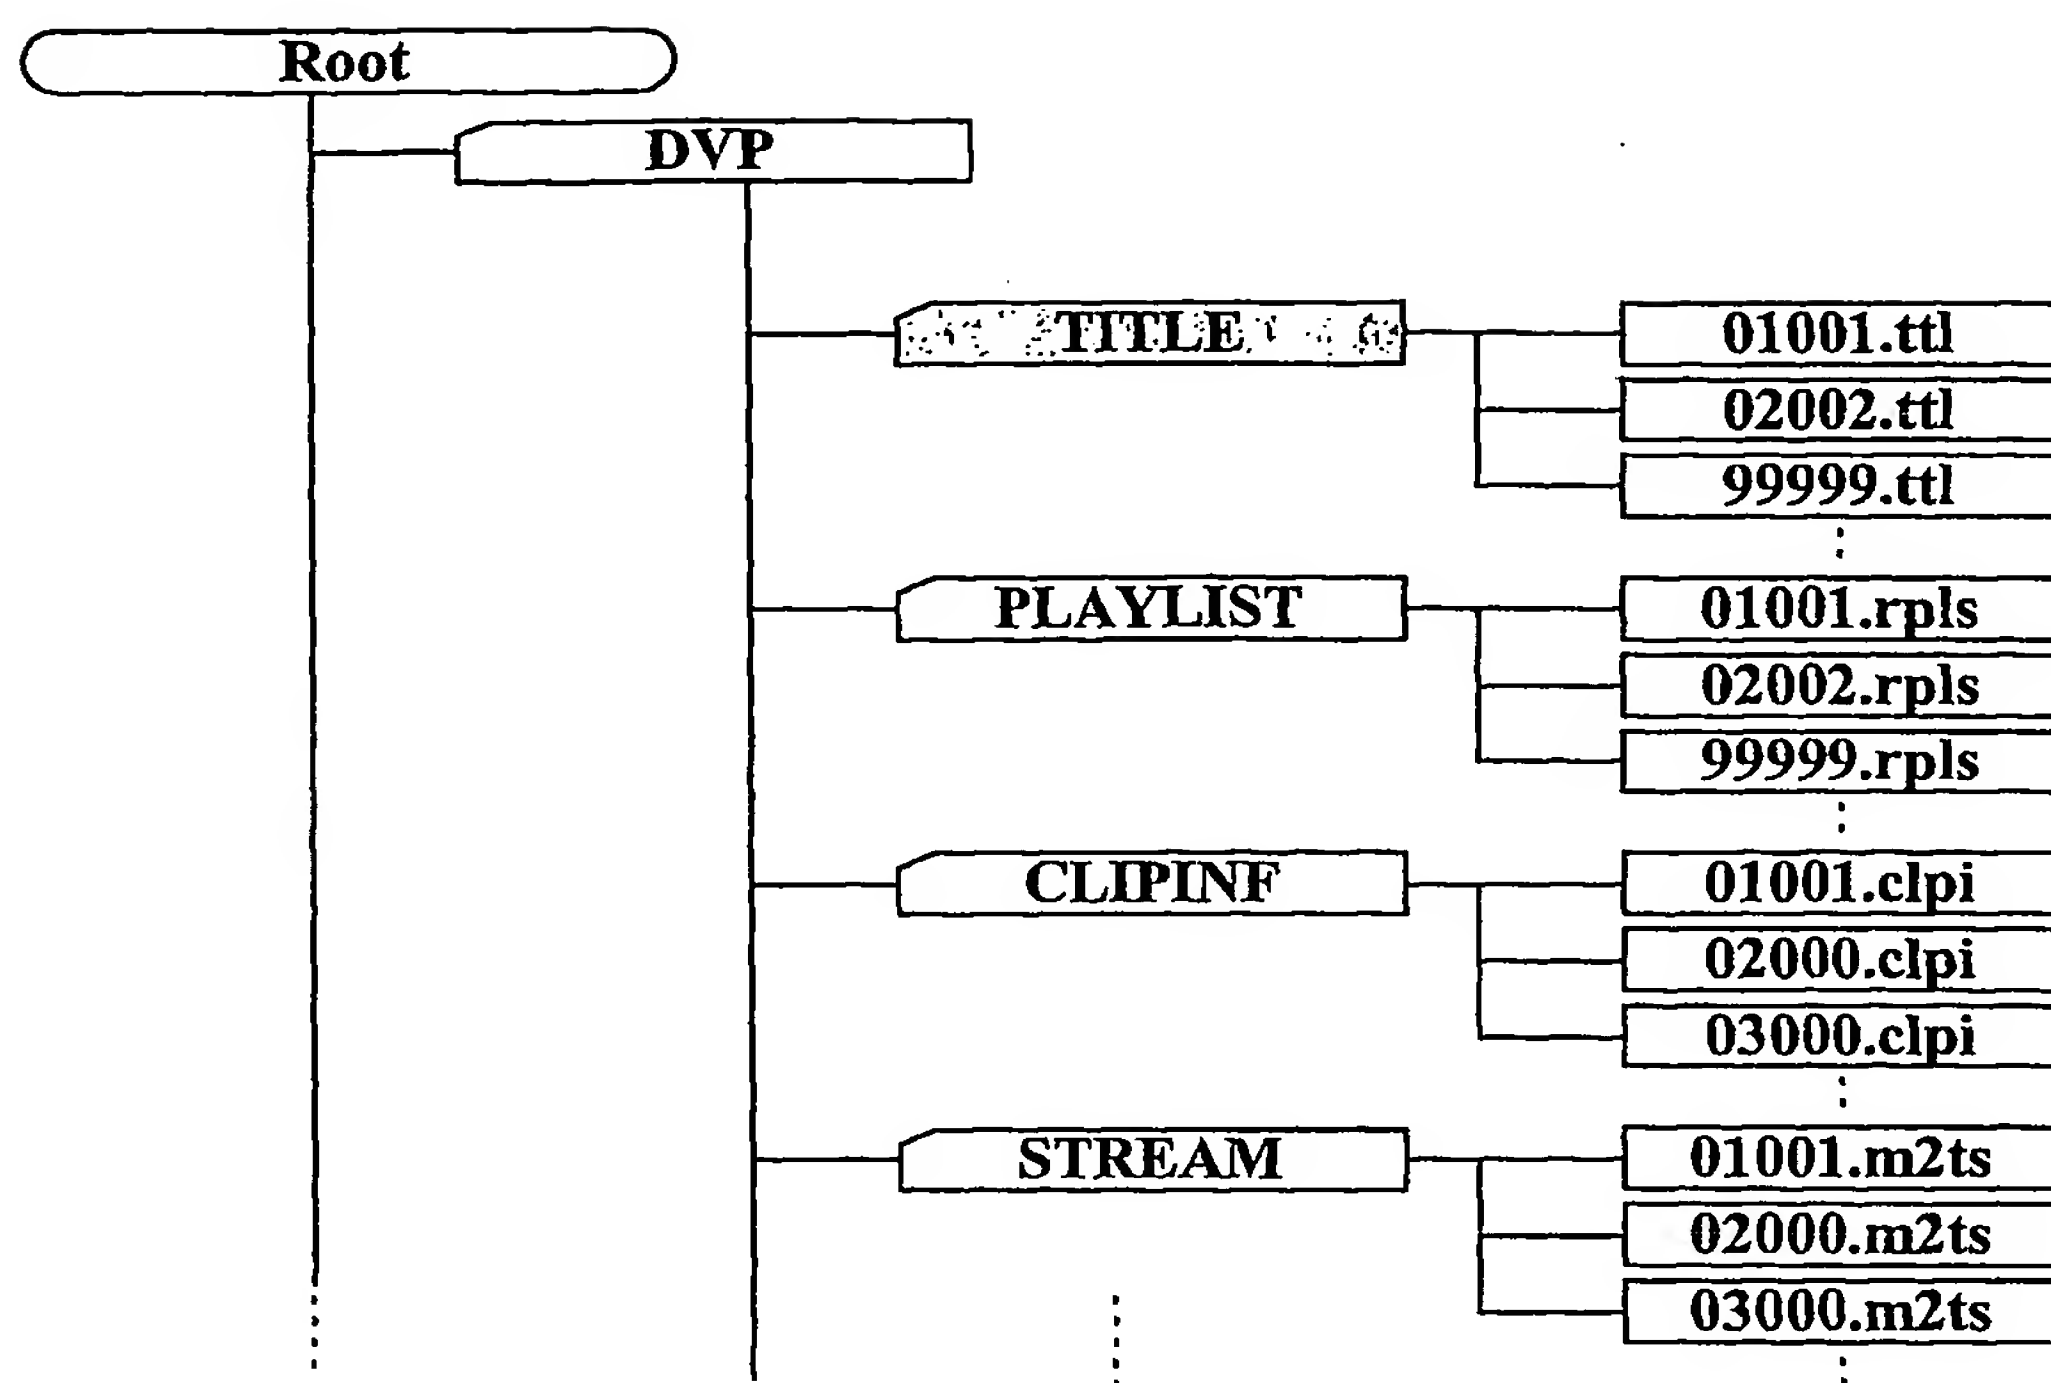 Root
DVP
TITLE
01001.ttl
02002.ttl
99999.ttl
PLAYLIST
01001.rpls
02002.rpls
99999.rpls
CLIPINF
01001.clpi
02000.clpi
03000.clpi
STREAM
01001.m2ts
02000.m2ts
03000.m2ts